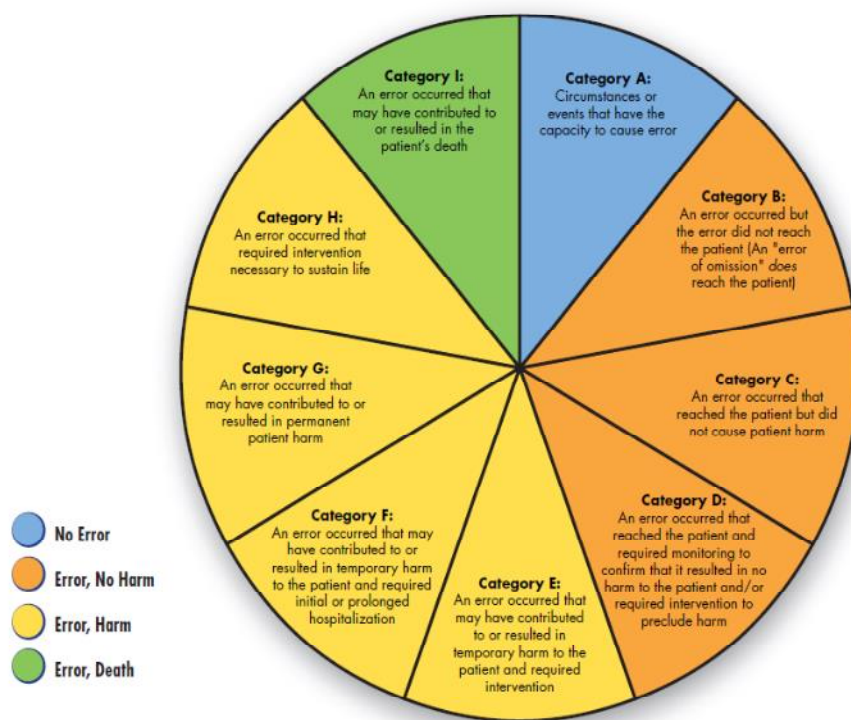 Category I:
An error occurred that
may have contributed to
or resulted in the
patient's death
Category A:
Circumstances or
events that have the
capacity to cause error
Category B:
An error occurred but
the error did not reach
the patient (An "error
of omission" does
reach the patient)
Category C:
An error occurred that
reached the patient but did
not cause patient harm
Category D:
An error occurred that
reached the patient and
required monitoring to
confirm that it resulted in no
harm to the patient and/or
required intervention to
preclude harm
Category E:
An error occurred that
may have contributed
to or resulted in
temporary harm to the
patient and required
intervention
Category F:
An error occurred that may
have contributed to or
resulted in temporary harm
to the patient and required
initial or prolonged
hospitalization
Category G:
An error occurred that
may have contributed to or
resulted in permanent
patient harm
Category H:
An error occurred that
required intervention
necessary to sustain life
No Error
Error, No Harm
Error, Harm
Error, Death